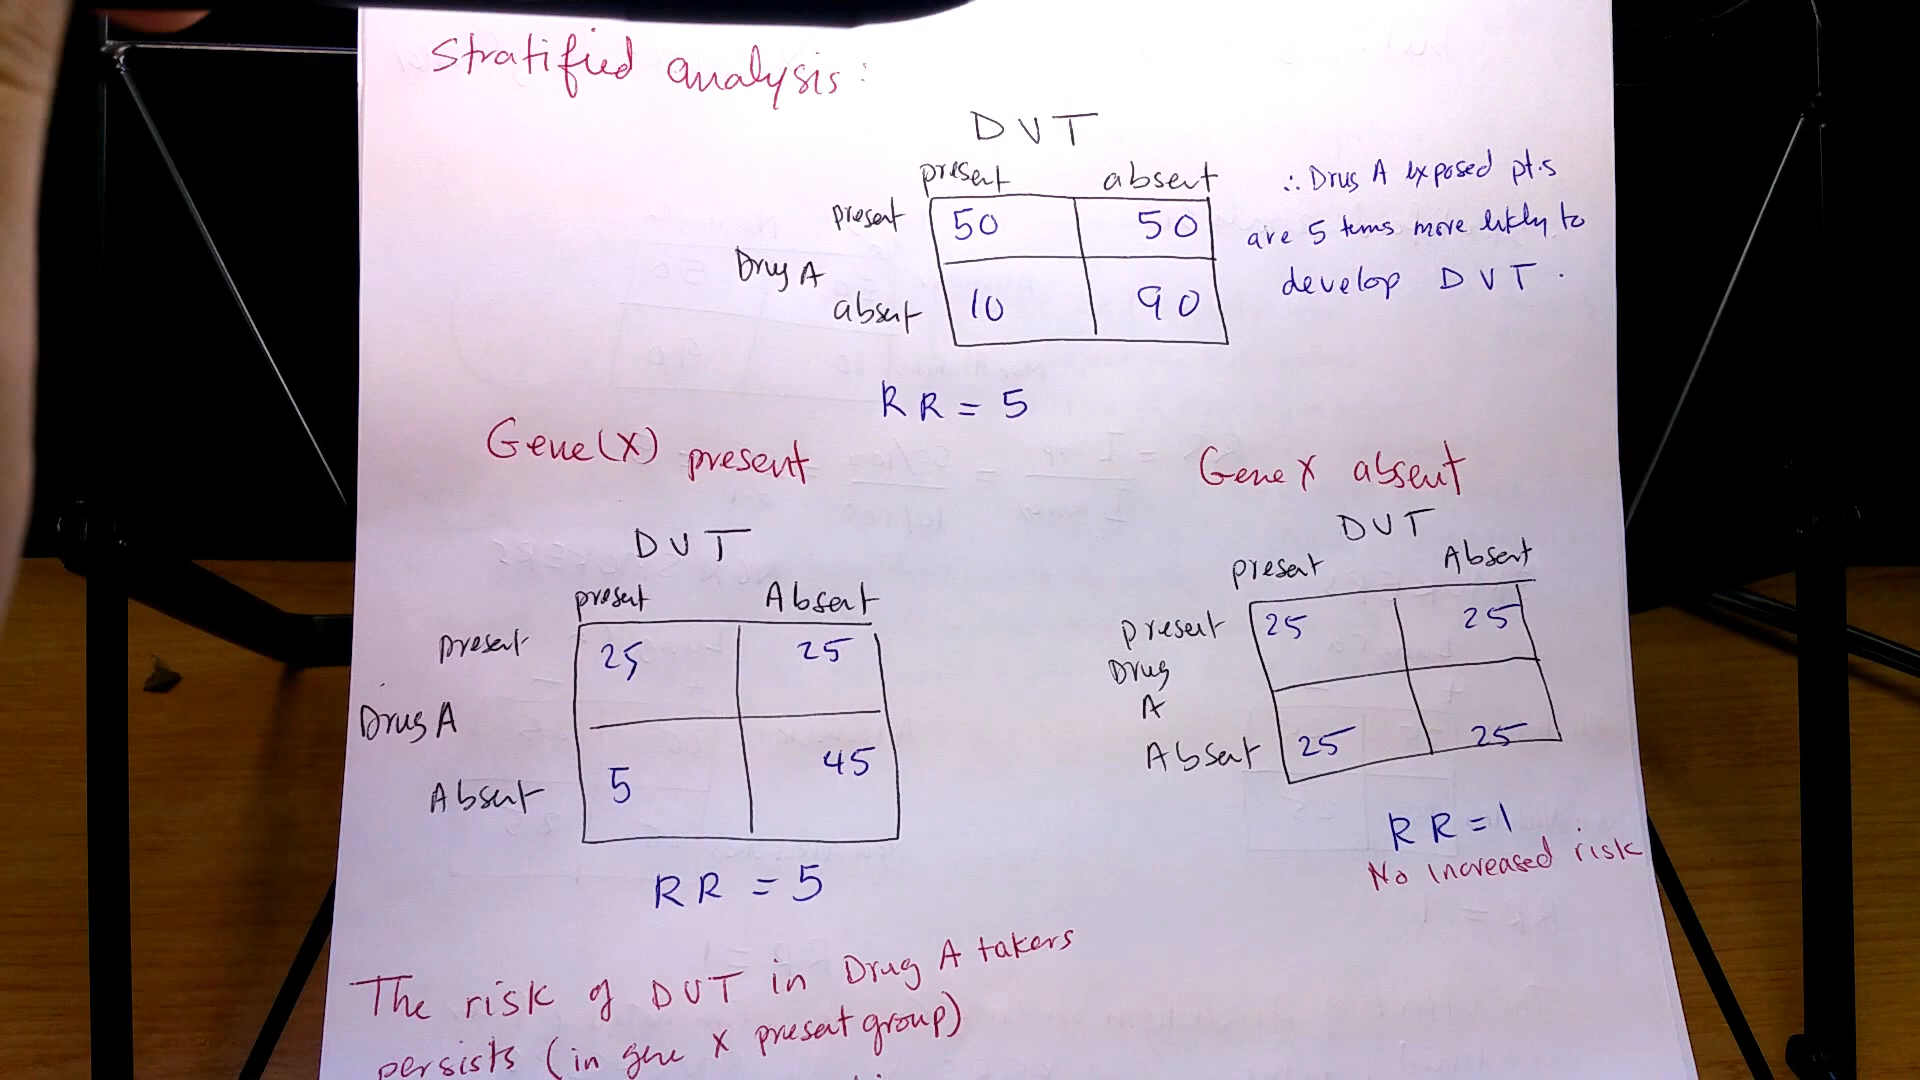 Stratified analysis:
DVT
present absent
present 50 50
Drug A
absent 10 90
∴ Drug A exposed pt.s
are 5 tems more likely to
develop DVT.
RR = 5
Gene(X) present
DVT
present Absent
present 25 25
Drug A
Absent 5 45
RR = 5
Gene X absent
DVT
present Absent
present 25 25
Drug
A
Absent 25 25
RR = 1
No increased risk
The risk of DVT in Drug A takers
persists (in gene X present group)